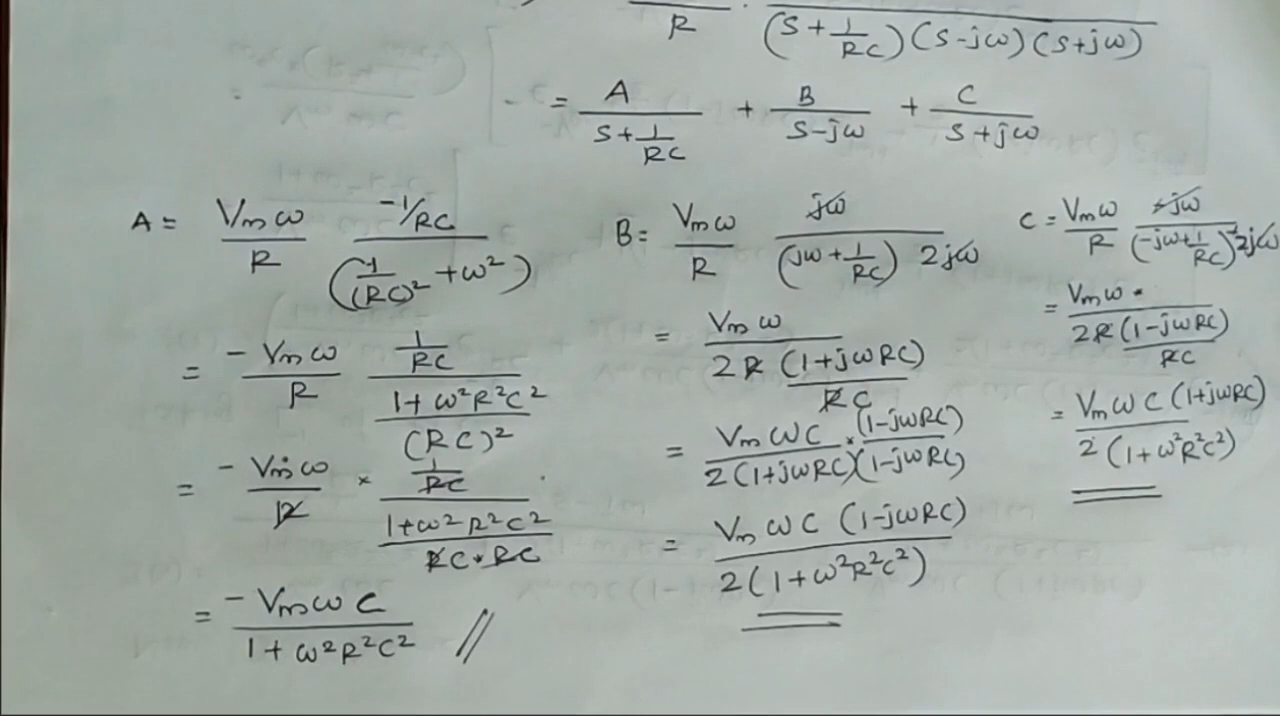 R (S+1/RC)(S-jω)(S+jω)
= A/(S+1/RC) + B/(S-jω) + C/(S+jω)
A = Vmω/R (-1/RC)/(1/(RC)² + ω²)
= -Vmω/R (1/RC)/((1+ω²R²C²)/(RC)²)
= -Vmω/R × (1/RC)/((1+ω²R²C²)/(RC·RC))
= -VmωC/(1+ω²R²C²) //
B = Vmω/R jω/((jω+1/RC) 2jω)
= Vmω/(2R (1+jωRC)/RC)
= VmωC/(2(1+jωRC)) × (1-jωRC)/(1-jωRC)
= VmωC (1-jωRC)/(2(1+ω²R²C²))
C = Vmω/R -jω/((-jω+1/RC) -2jω)
= Vmω/(2R (1-jωRC)/RC)
= VmωC (1+jωRC)/(2(1+ω²R²C²))